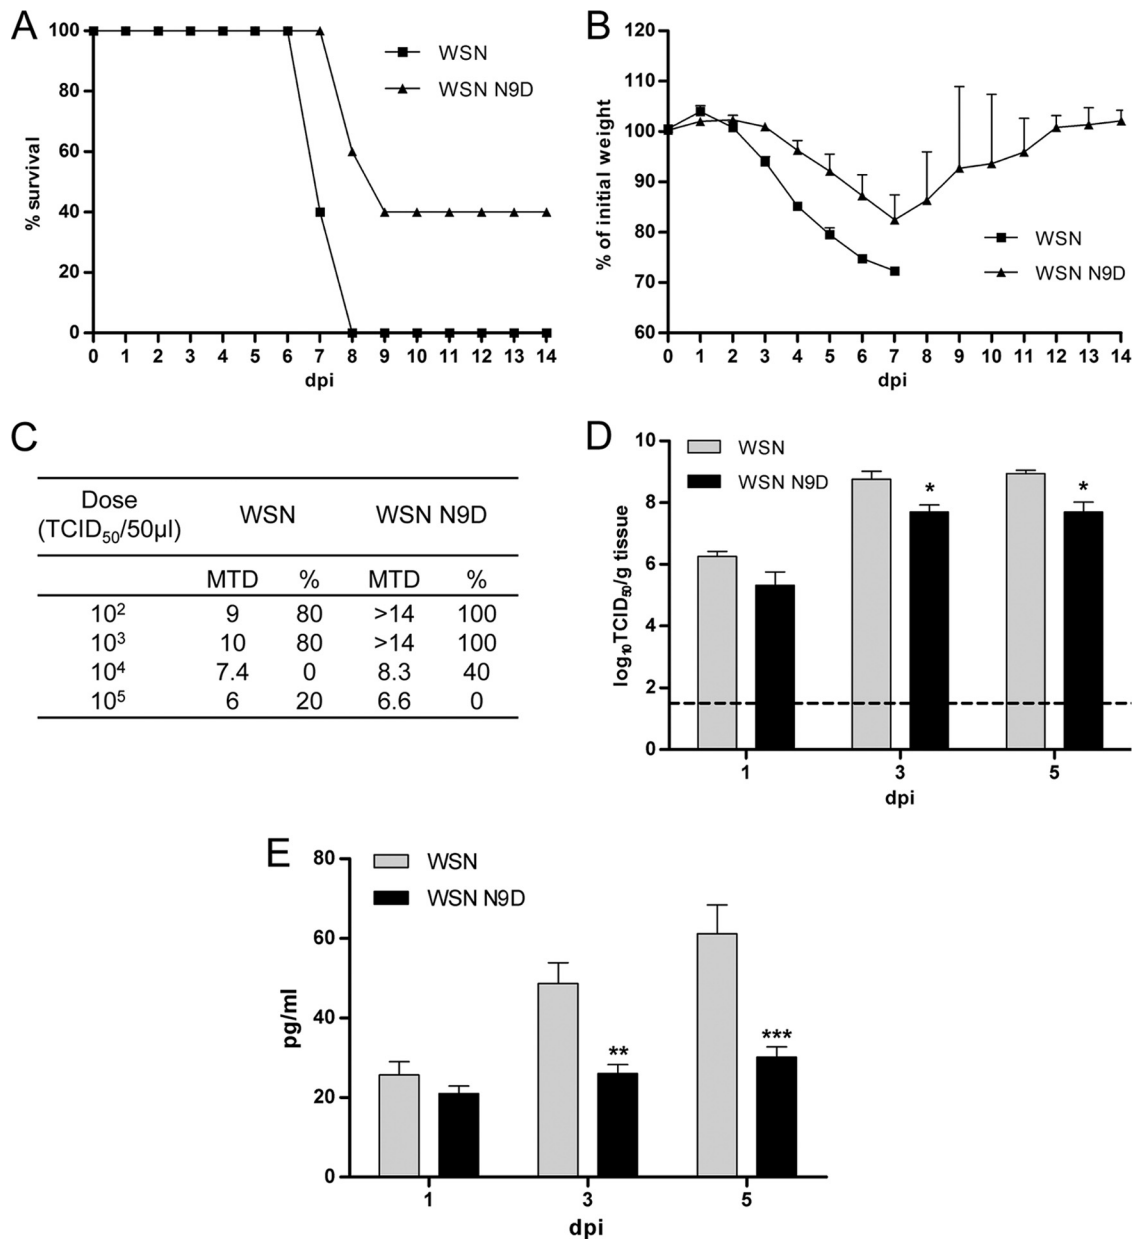 A
% survival
100
80
60
40
20
0
0 1 2 3 4 5 6 7 8 9 10 11 12 13 14
dpi
WSN
WSN N9D
B
% of initial weight
120
110
100
90
80
70
60
0 1 2 3 4 5 6 7 8 9 10 11 12 13 14
dpi
WSN
WSN N9D
C
Dose (TCID₅₀/50µl) WSN WSN N9D
MTD % MTD %
10² 9 80 >14 100
10³ 10 80 >14 100
10⁴ 7.4 0 8.3 40
10⁵ 6 20 6.6 0
D
WSN
WSN N9D
log₁₀TCID₅₀/g tissue
10
8
6
4
2
0
* *
1 3 5
dpi
E
WSN
WSN N9D
pg/ml
80
60
40
20
0
** ***
1 3 5
dpi